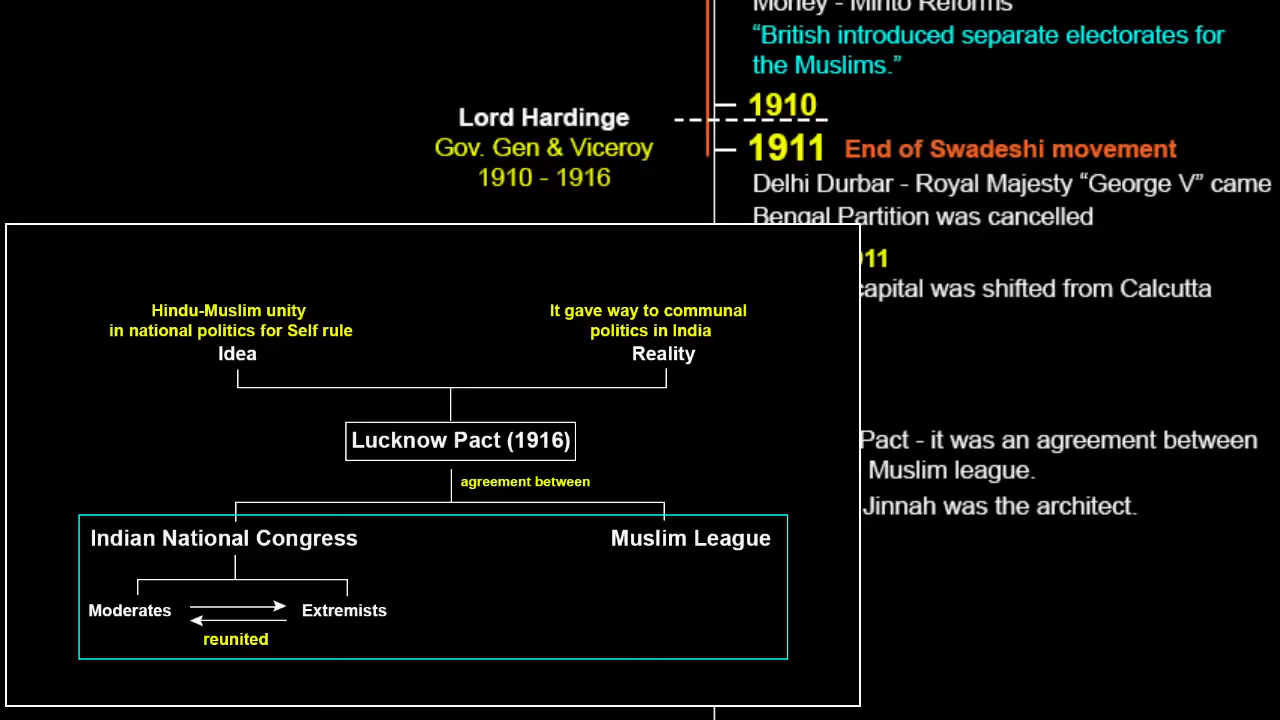 Money - Minto Reforms
“British introduced separate electorates for
the Muslims.”
1910
Lord Hardinge
Gov. Gen & Viceroy
1910 - 1916
1911 End of Swadeshi movement
Delhi Durbar - Royal Majesty “George V” came
Bengal Partition was cancelled
11
capital was shifted from Calcutta
Pact - it was an agreement between
Muslim league.
Jinnah was the architect.
Hindu-Muslim unity
in national politics for Self rule
Idea
It gave way to communal
politics in India
Reality
Lucknow Pact (1916)
agreement between
Indian National Congress
Muslim League
Moderates
Extremists
reunited